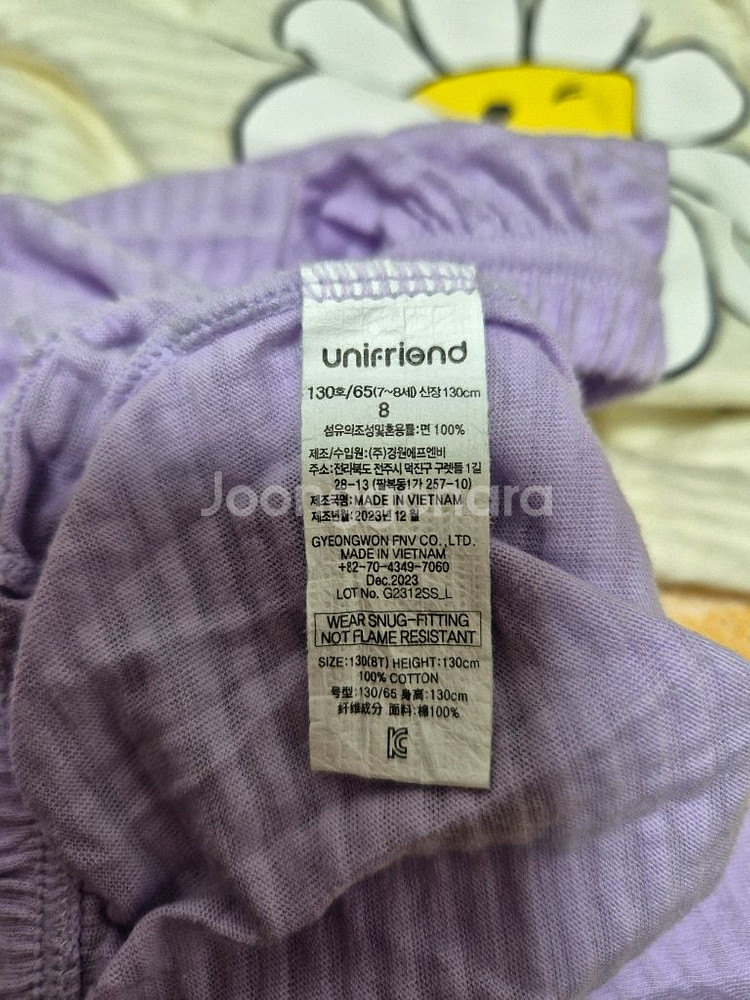 unifriend
130호/65(7~8세) 신장130cm
8
섬유의조성및혼용률:면 100%
제조/수입원:(주)경원에프엔비
주소:전라북도 전주시 덕진구 구렛들 1길
28-13 (팔복동1가 257-10)
제조국명:MADE IN VIETNAM
제조년월:2023년 12월
Joongonara
GYEONGWON FNV CO.,LTD.
MADE IN VIETNAM
+82-70-4349-7060
Dec.2023
LOT No. G2312SS_L
WEAR SNUG-FITTING
NOT FLAME RESISTANT
SIZE:130(8T) HEIGHT:130cm
100% COTTON
号型:130/65 身高:130cm
纤维成分 面料:棉100%